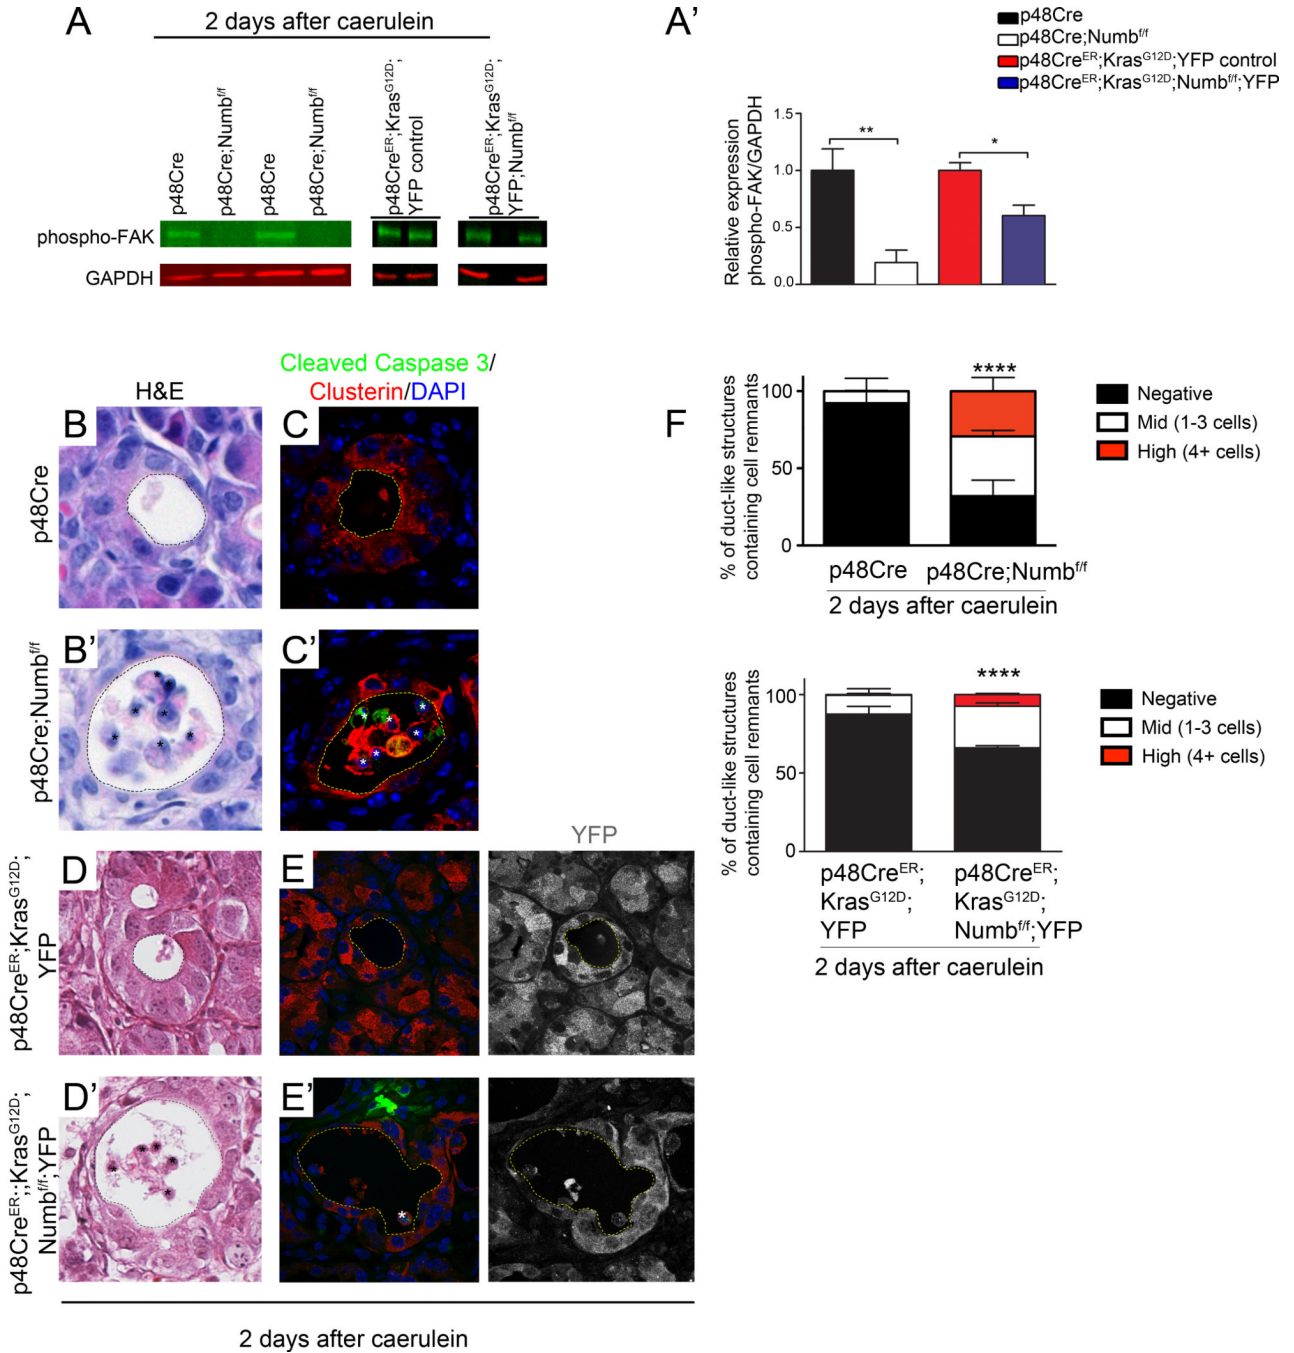 A
2 days after caerulein
p48Cre
p48Cre;Numbf/f
p48Cre
p48Cre;Numbf/f
p48CreER;KrasG12D;
YFP control
p48CreER;KrasG12D;
YFP;Numbf/f
phospho-FAK
GAPDH
A'
p48Cre
p48Cre;Numbf/f
p48CreER;KrasG12D;YFP control
p48CreER;KrasG12D;Numbf/f;YFP
Relative expression
phospho-FAK/GAPDH
1.5
1.0
0.5
0.0
**
*
H&E
Cleaved Caspase 3/
Clusterin/DAPI
p48Cre
B
C
p48Cre;Numbf/f
B'
C'
YFP
p48CreER;KrasG12D;
YFP
D
E
p48CreER;;KrasG12D;
Numbf/f;YFP
D'
E'
2 days after caerulein
F
% of duct-like structures
containing cell remnants
100
50
0
****
Negative
Mid (1-3 cells)
High (4+ cells)
p48Cre
p48Cre;Numbf/f
2 days after caerulein
% of duct-like structures
containing cell remnants
100
50
0
****
Negative
Mid (1-3 cells)
High (4+ cells)
p48CreER;
KrasG12D;
YFP
p48CreER;
KrasG12D;
Numbf/f;YFP
2 days after caerulein